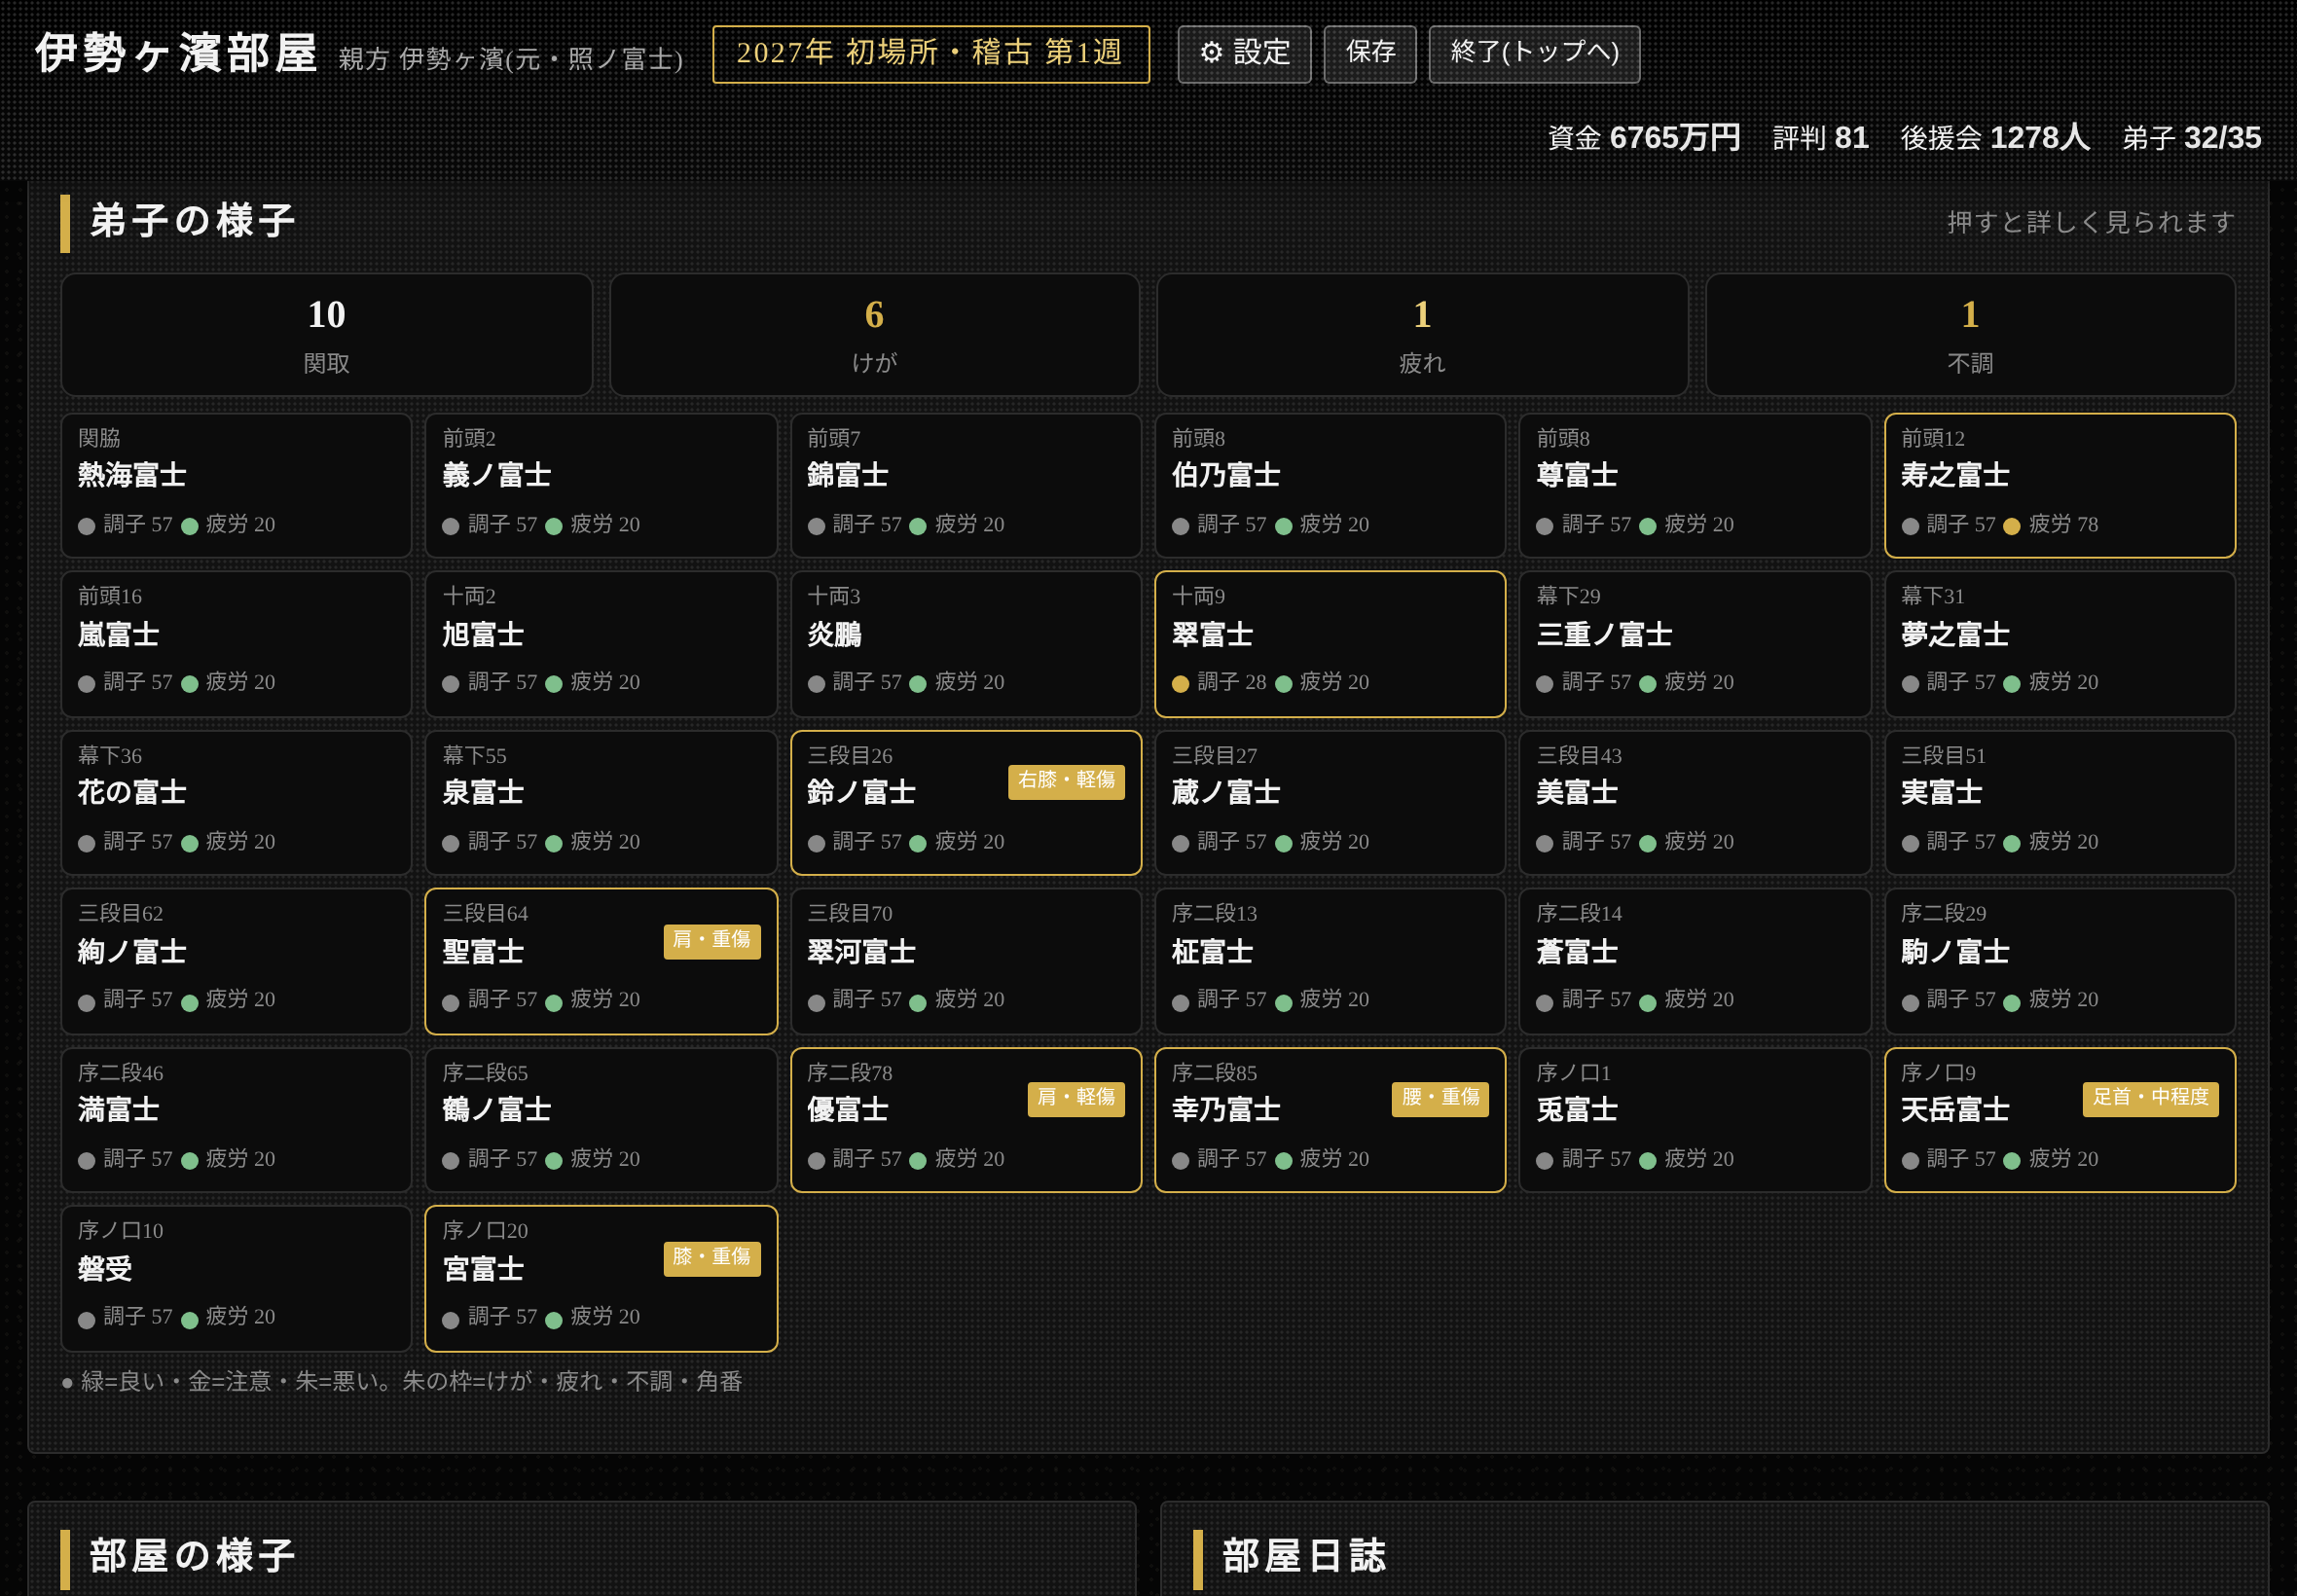 伊勢ヶ濱部屋 親方 伊勢ヶ濱(元・照ノ富士) 2027年 初場所・稽古 第1週 ⚙ 設定 保存 終了(トップへ)
資金 6765万円 評判 81 後援会 1278人 弟子 32/35
弟子の様子 押すと詳しく見られます
10 6 1 1
関取 けが 疲れ 不調
関脇 前頭2 前頭7 前頭8 前頭8 前頭12
熱海富士 義ノ富士 錦富士 伯乃富士 尊富士 寿之富士
調子 57 疲労 20 調子 57 疲労 20 調子 57 疲労 20 調子 57 疲労 20 調子 57 疲労 20 調子 57 疲労 78
前頭16 十両2 十両3 十両9 幕下29 幕下31
嵐富士 旭富士 炎鵬 翠富士 三重ノ富士 夢之富士
調子 57 疲労 20 調子 57 疲労 20 調子 57 疲労 20 調子 28 疲労 20 調子 57 疲労 20 調子 57 疲労 20
幕下36 幕下55 三段目26 三段目27 三段目43 三段目51
花の富士 泉富士 鈴ノ富士 右膝・軽傷 蔵ノ富士 美富士 実富士
調子 57 疲労 20 調子 57 疲労 20 調子 57 疲労 20 調子 57 疲労 20 調子 57 疲労 20 調子 57 疲労 20
三段目62 三段目64 三段目70 序二段13 序二段14 序二段29
絢ノ富士 聖富士 肩・重傷 翠河富士 柾富士 蒼富士 駒ノ富士
調子 57 疲労 20 調子 57 疲労 20 調子 57 疲労 20 調子 57 疲労 20 調子 57 疲労 20 調子 57 疲労 20
序二段46 序二段65 序二段78 序二段85 序ノ口1 序ノ口9
満富士 鶴ノ富士 優富士 肩・軽傷 幸乃富士 腰・重傷 兎富士 天岳富士 足首・中程度
調子 57 疲労 20 調子 57 疲労 20 調子 57 疲労 20 調子 57 疲労 20 調子 57 疲労 20 調子 57 疲労 20
序ノ口10 序ノ口20
磐受 宮富士 膝・重傷
調子 57 疲労 20 調子 57 疲労 20
● 緑=良い・金=注意・朱=悪い。朱の枠=けが・疲れ・不調・角番
部屋の様子 部屋日誌